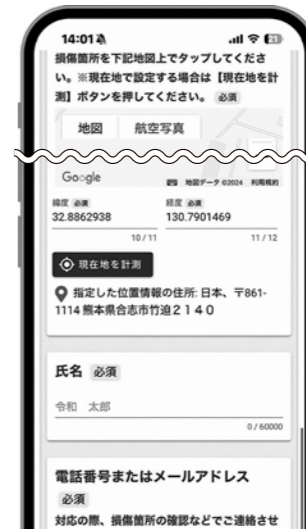 14:01
損傷箇所を下記地図上でタップしてくださ
い。※現在地で設定する場合は【現在地を計
測】ボタンを押してください。 必須
地図 航空写真
Google 地図データ ©2024 利用規約
緯度 必須 経度 必須
32.8862938 130.7901469
10 / 11 11 / 12
現在地を計測
指定した位置情報の住所: 日本、〒861-
1114 熊本県合志市竹迫2140
氏名 必須
令和 太郎
0 / 60000
電話番号またはメールアドレス
必須
対応の際、損傷箇所の確認などでご連絡させ